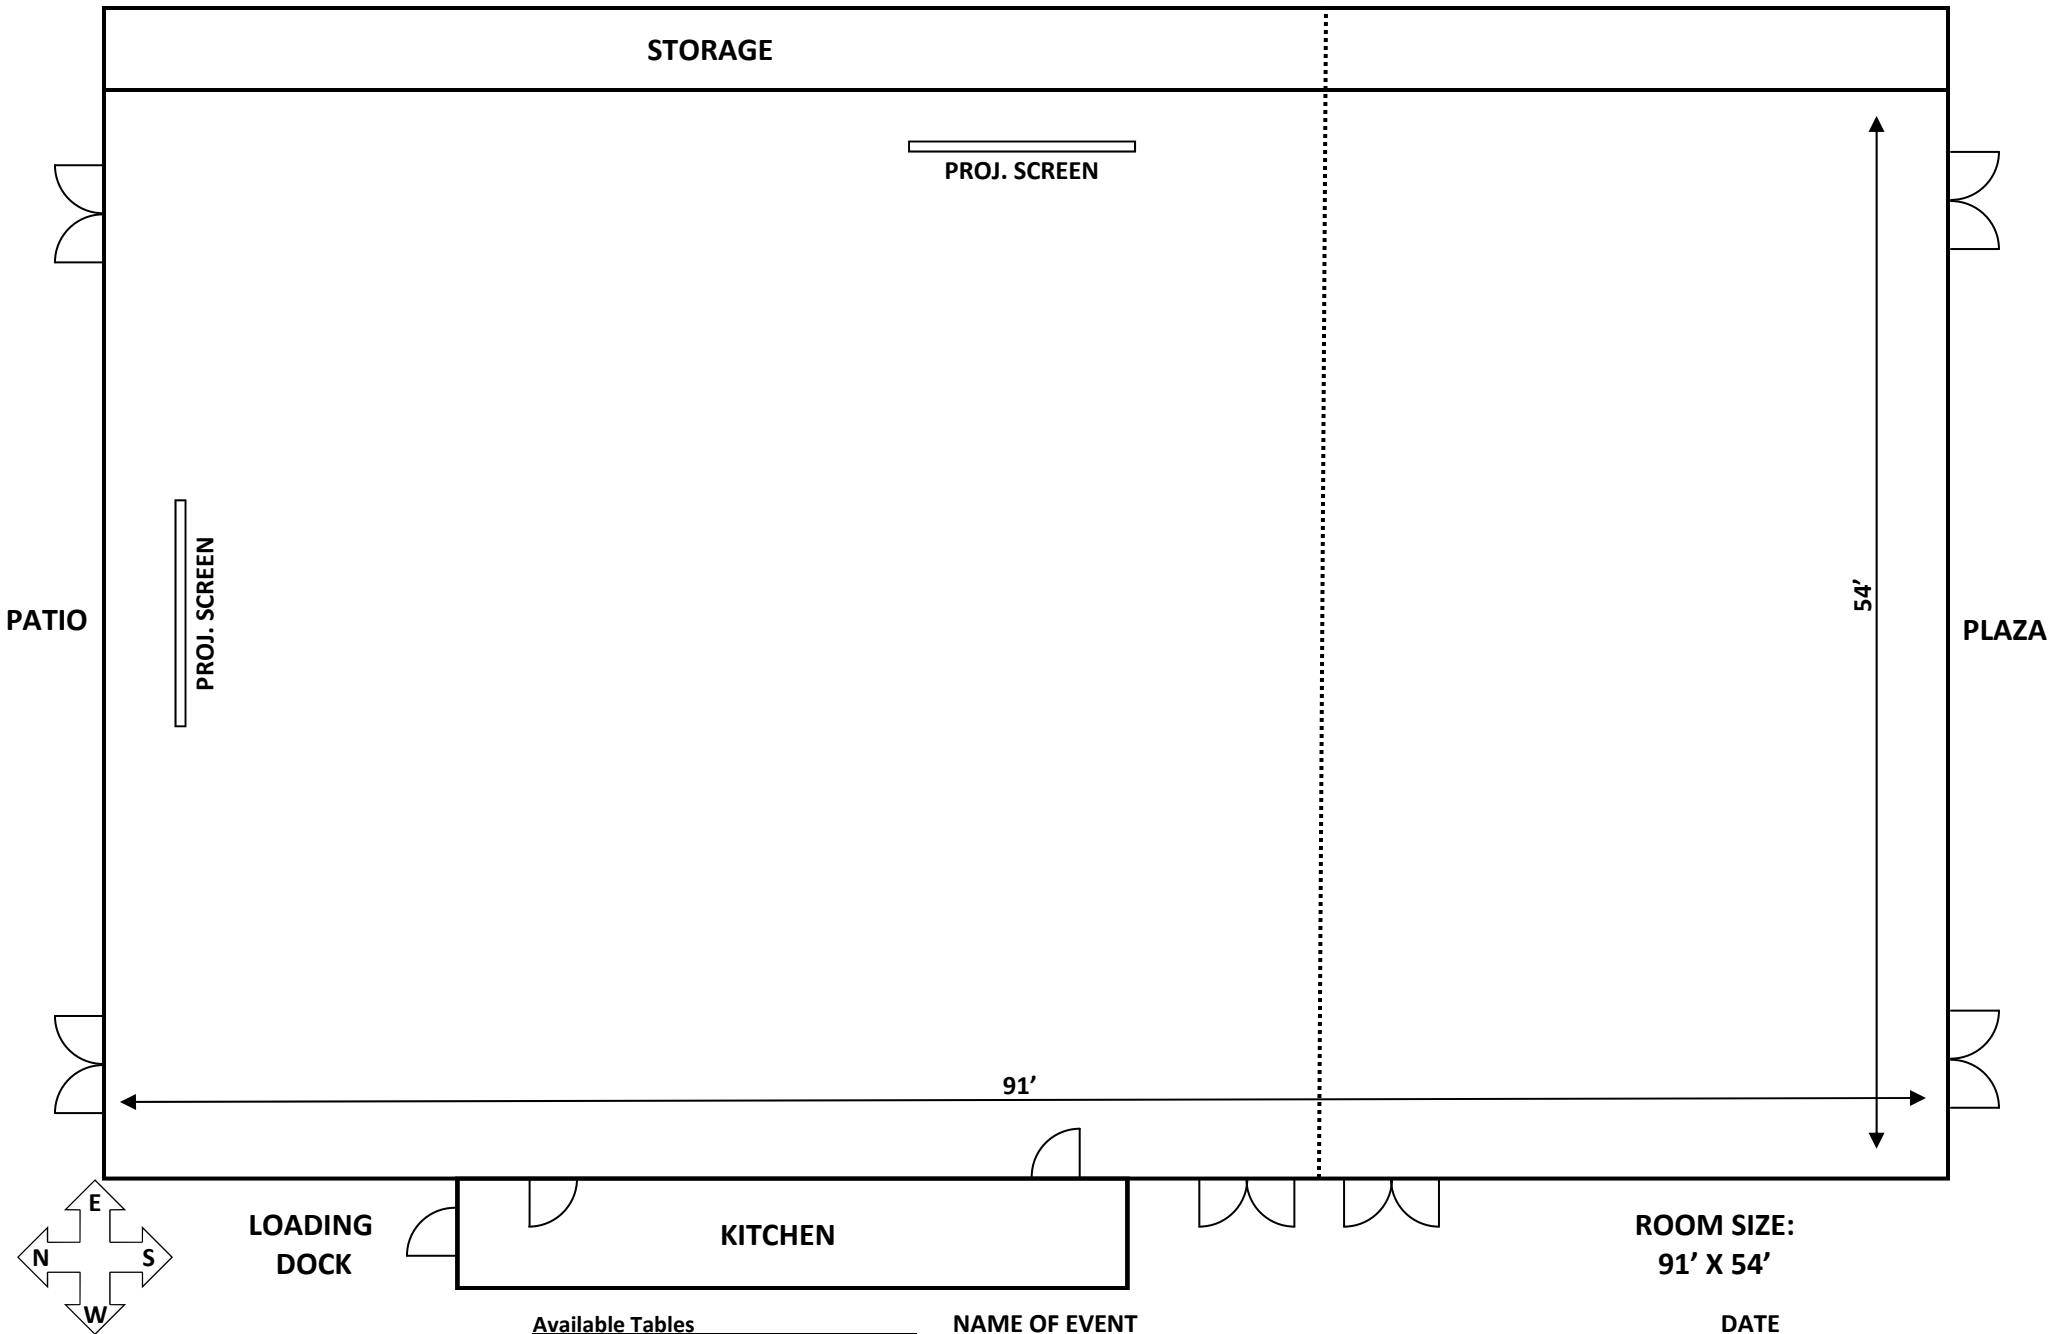 STORAGE
PROJ. SCREEN
PROJ. SCREEN
PATIO
54’
PLAZA
91’
E
N
S
W
LOADING
DOCK
KITCHEN
ROOM SIZE:
91’ X 54’
Available Tables
NAME OF EVENT
DATE